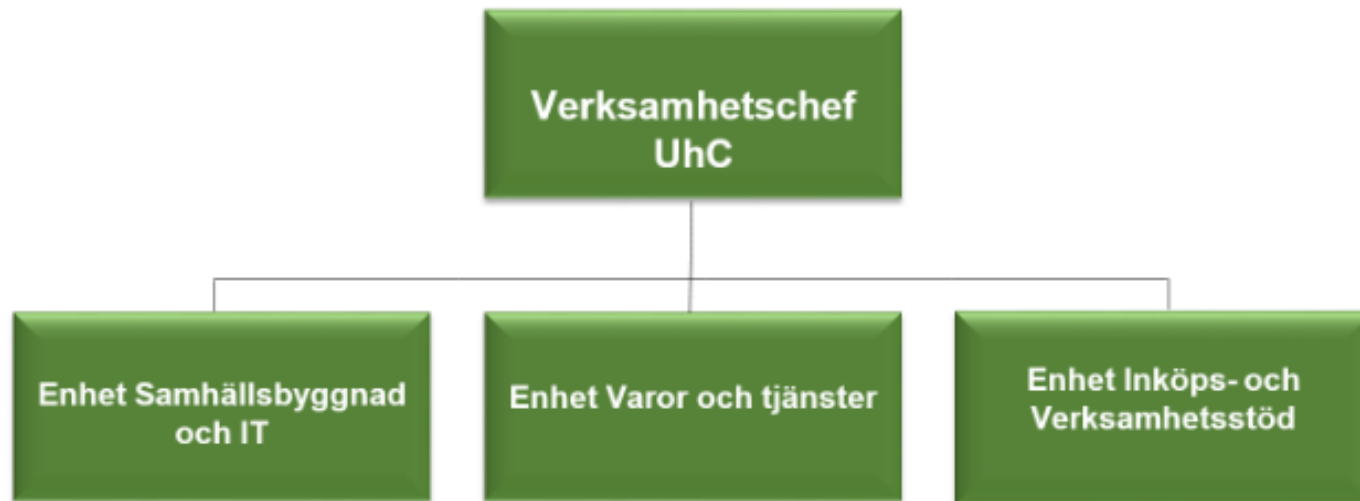 Verksamhetschef
UhC
Enhet Samhällsbyggnad
och IT
Enhet Varor och tjänster
Enhet Inköps- och
Verksamhetsstöd